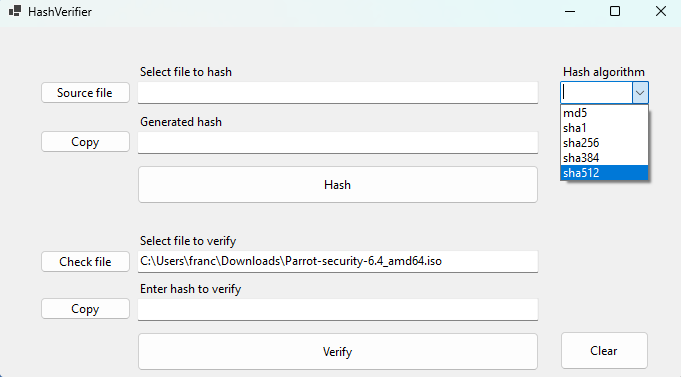 HashVerifier
Select file to hash
Hash algorithm
Source file
md5
Generated hash
sha1
Copy
sha256
sha384
sha512
Hash
Select file to verify
Check file
C:\Users\franc\Downloads\Parrot-security-6.4_amd64.iso
Enter hash to verify
Copy
Verify
Clear